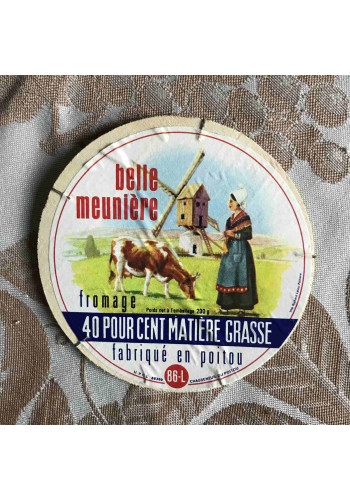 belle
meunière
fromage
Poids net à l'emballage 200 g
40 POUR CENT MATIÈRE GRASSE
fabriqué en poitou
86-L